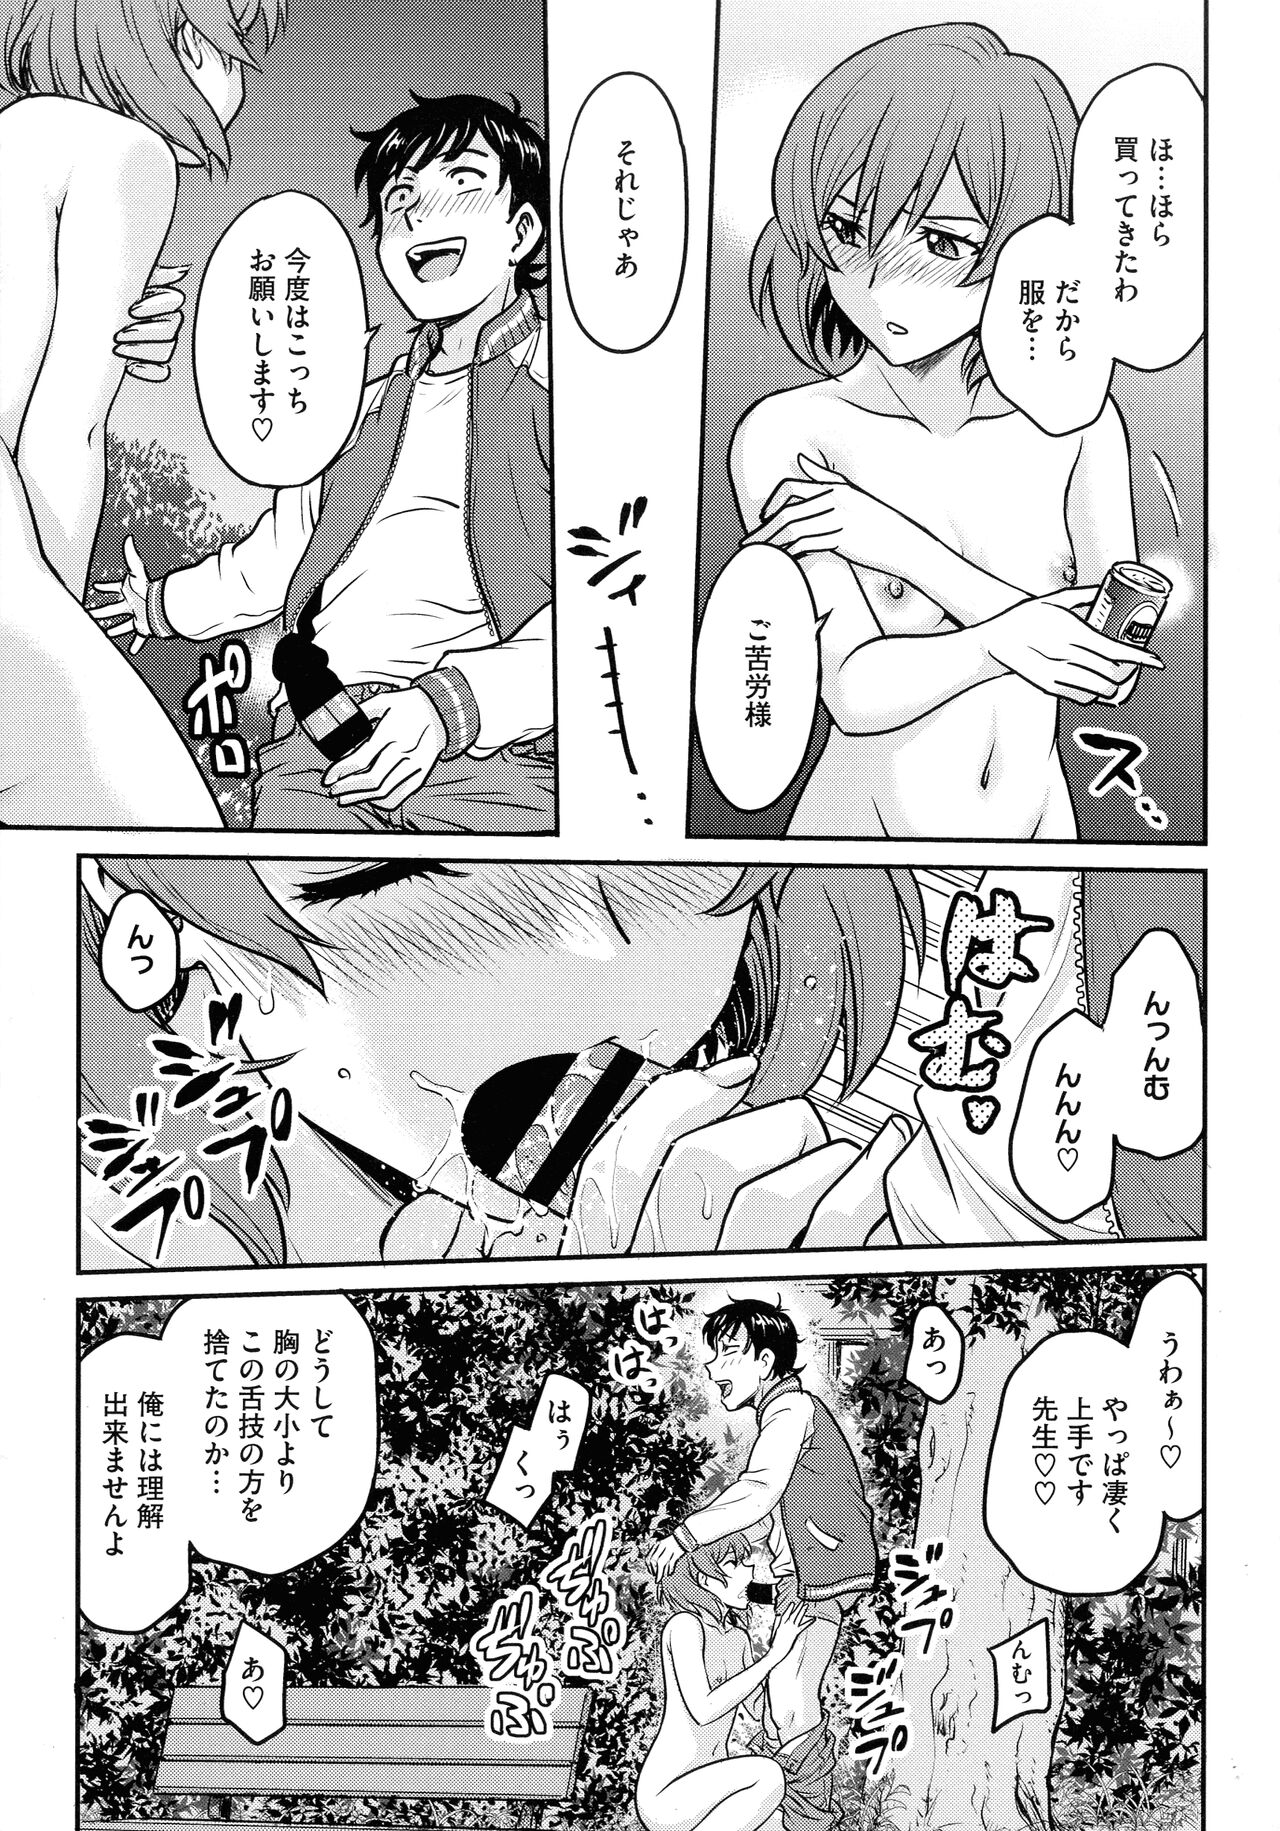 ほ…ほら
買ってきたわ
だから
服を…
ス…
ご苦労様
それじゃあ
ジィ
今度はこっち
お願いします♡
ポロ
んっんむ
んんん♡
はむ♥
んっ
ジュプ
ジュプ
うわぁ～♡
やっぱ凄く
上手です
先生♡♡
あっ
はっ
はっ
はぅ
くっ
ジュプ
ジュプ
んむっ
ぢゅぷ
ぢゅぷ
どうして
胸の大小より
この舌技の方を
捨てたのか…
俺には理解
出来ませんよ
あ♡